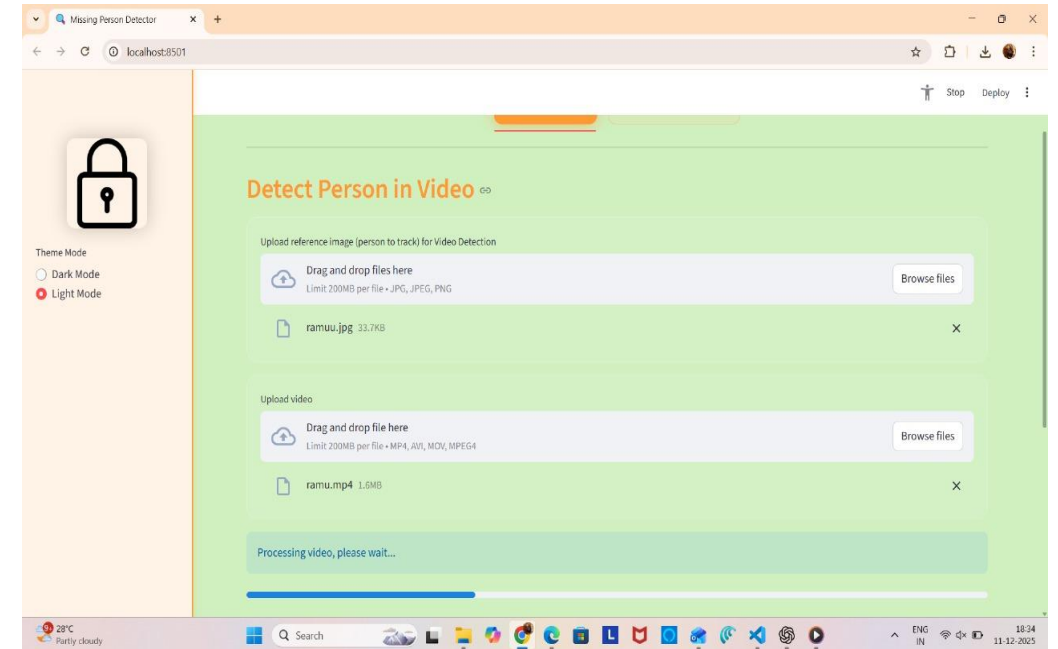 Missing Person Detector
localhost:8501
Stop Deploy
Theme Mode
Dark Mode
Light Mode
Detect Person in Video
Upload reference image (person to track) for Video Detection
Drag and drop files here
Limit 200MB per file • JPG, JPEG, PNG
Browse files
ramuu.jpg 33.7KB
Upload video
Drag and drop file here
Limit 200MB per file • MP4, AVI, MOV, MPEG4
Browse files
ramu.mp4 1.6MB
Processing video, please wait...
28°C
Partly cloudy
Search
ENG
IN
18:34
11-12-2025